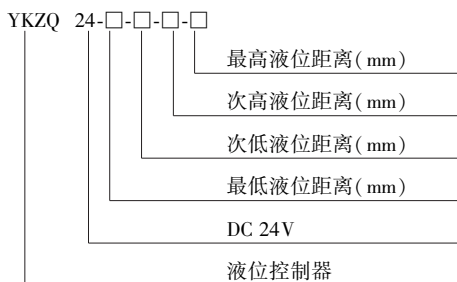 YKZQ 24-□-□-□-□
最高液位距离(mm)
次高液位距离(mm)
次低液位距离(mm)
最低液位距离(mm)
DC 24V
液位控制器